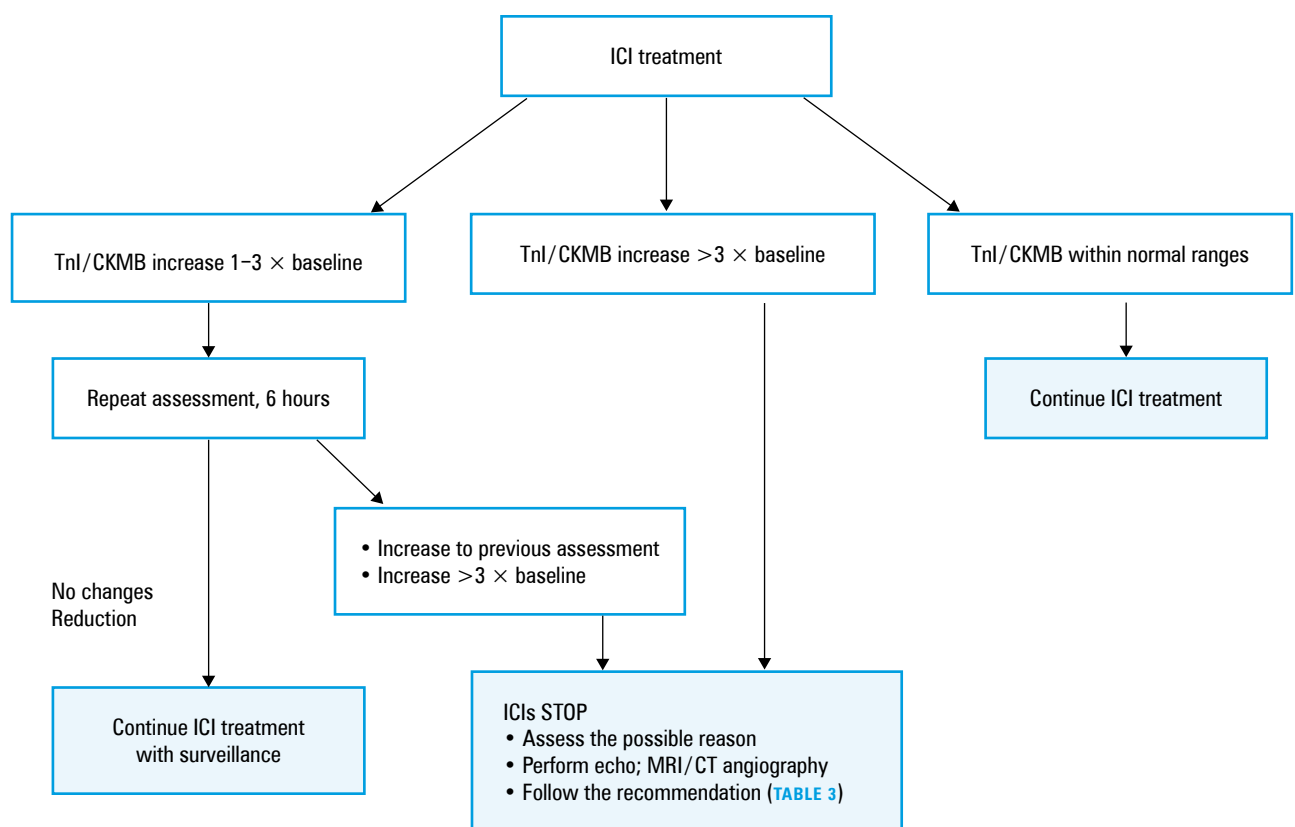 ICI treatment
TnI/CKMB increase 1–3 × baseline
TnI/CKMB increase >3 × baseline
TnI/CKMB within normal ranges
Repeat assessment, 6 hours
Continue ICI treatment
• Increase to previous assessment
• Increase >3 × baseline
No changes
Reduction
Continue ICI treatment
with surveillance
ICIs STOP
• Assess the possible reason
• Perform echo; MRI/CT angiography
• Follow the recommendation (TABLE 3)